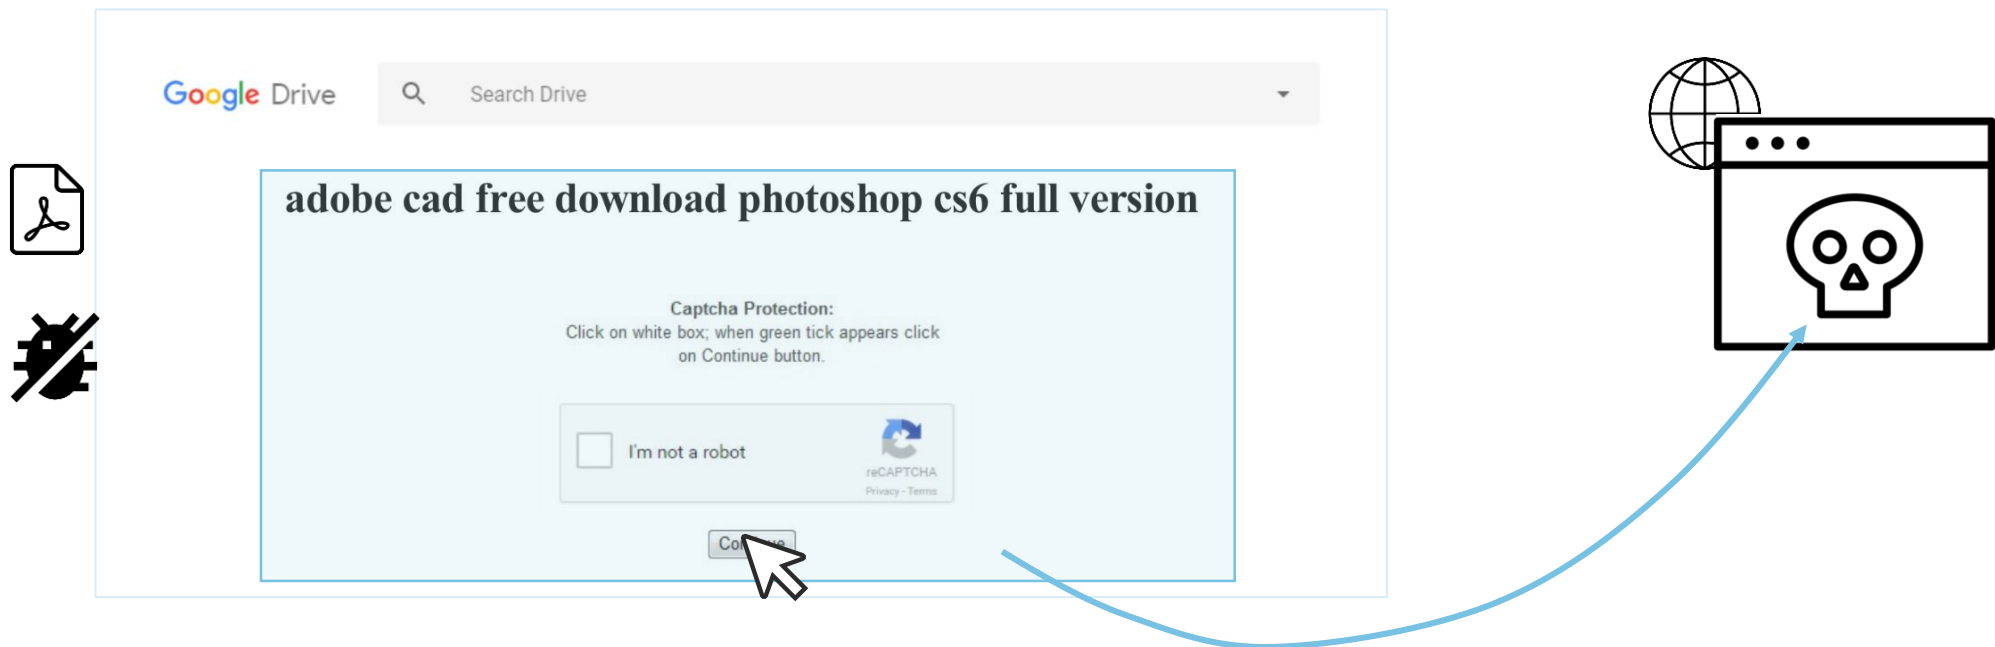 Google Drive
Search Drive
adobe cad free download photoshop cs6 full version
Captcha Protection:
Click on white box; when green tick appears click
on Continue button.
I'm not a robot
reCAPTCHA
Privacy - Terms